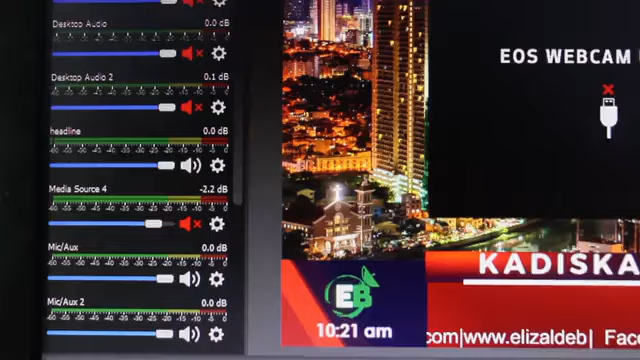 Desktop Audio 0.0 dB
Desktop Audio 2 0.1 dB
headline 0.0 dB
Media Source 4 -2.2 dB
Mic/Aux 0.0 dB
Mic/Aux 2 0.0 dB
EOS WEBCAM
KADISKA
EB
10:21 am
com|www.elizaldeb| Face